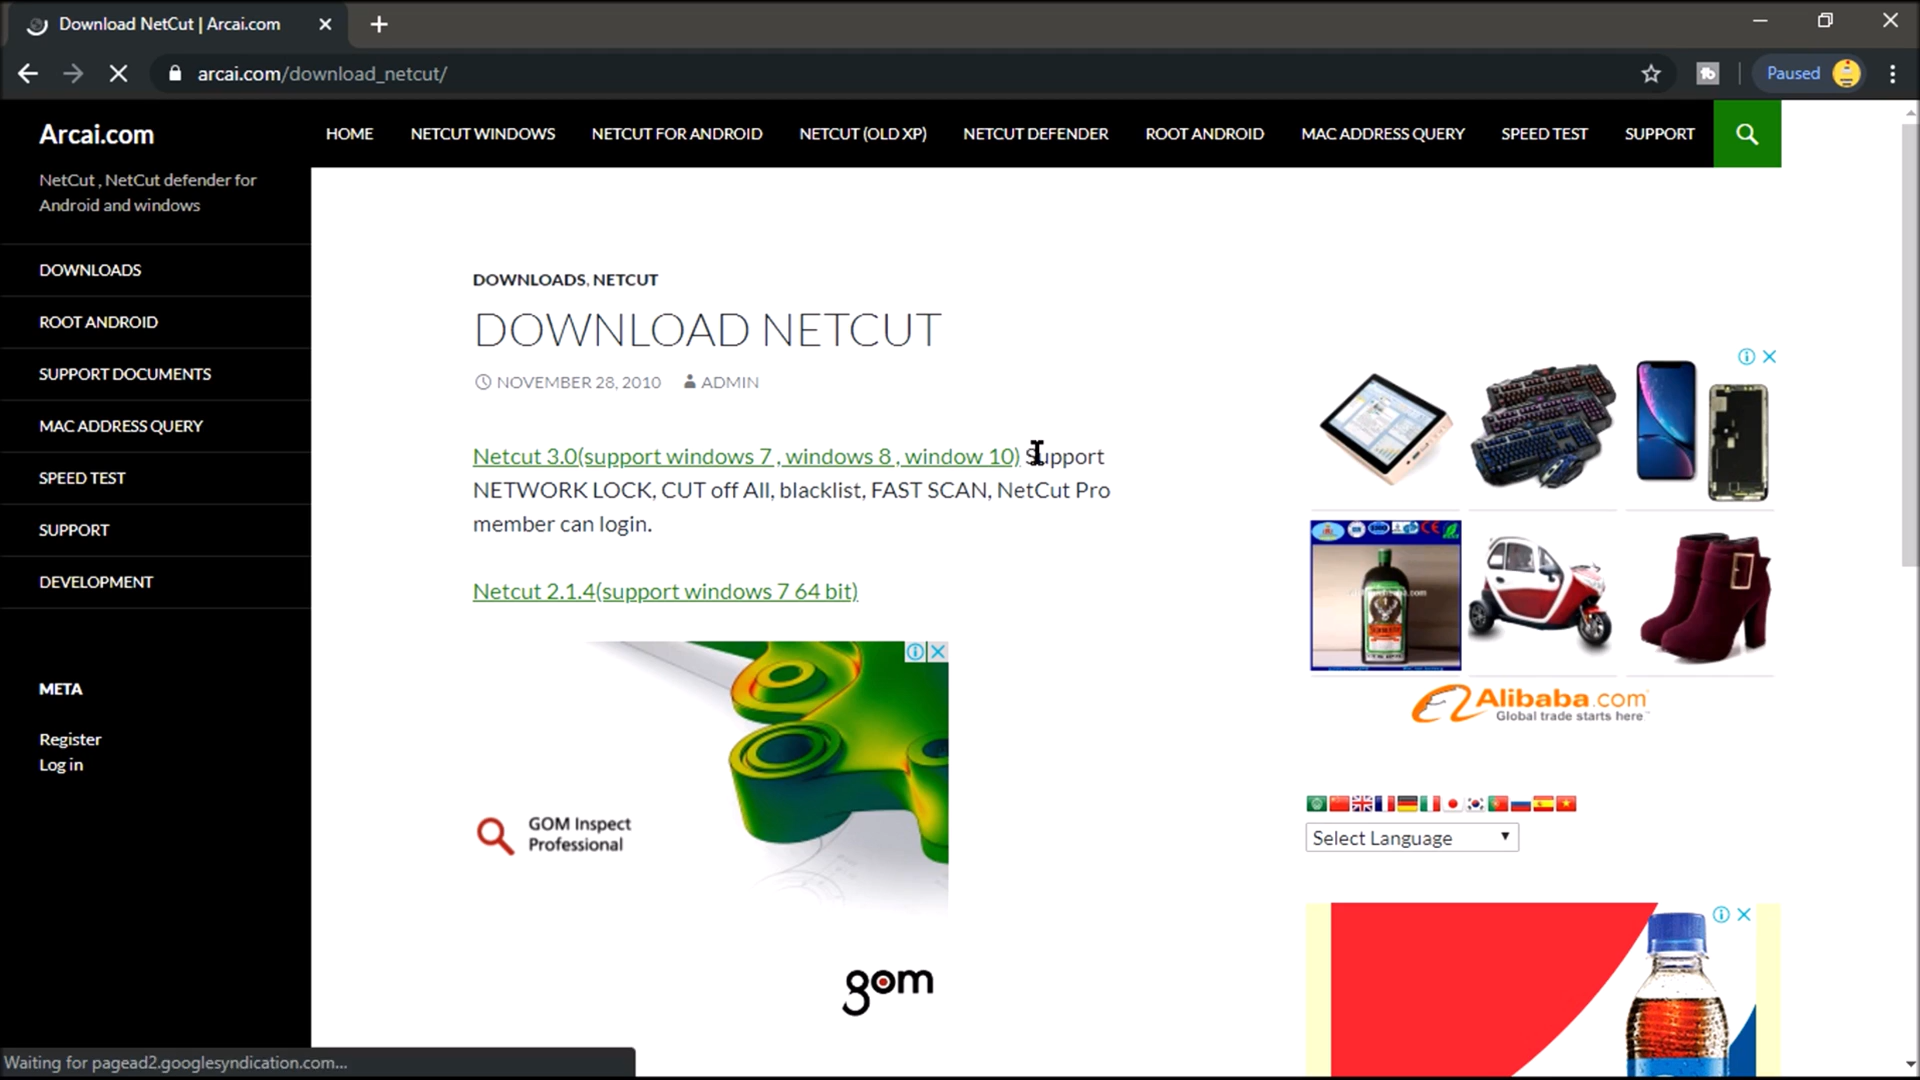 Download NetCut | Arcai.com
arcai.com/download_netcut/
Paused
Arcai.com
NetCut , NetCut defender for
Android and windows
HOME
NETCUT WINDOWS
NETCUT FOR ANDROID
NETCUT (OLD XP)
NETCUT DEFENDER
ROOT ANDROID
MAC ADDRESS QUERY
SPEED TEST
SUPPORT
DOWNLOADS
ROOT ANDROID
SUPPORT DOCUMENTS
MAC ADDRESS QUERY
SPEED TEST
SUPPORT
DEVELOPMENT
META
Register
Log in
DOWNLOADS, NETCUT
DOWNLOAD NETCUT
NOVEMBER 28, 2010 ADMIN
Netcut 3.0(support windows 7 , windows 8 , window 10) Support
NETWORK LOCK, CUT off All, blacklist, FAST SCAN, NetCut Pro
member can login.
Netcut 2.1.4(support windows 7 64 bit)
GOM Inspect
Professional
gom
Alibaba.com
Global trade starts here
Select Language
Waiting for pagead2.googlesyndication.com...